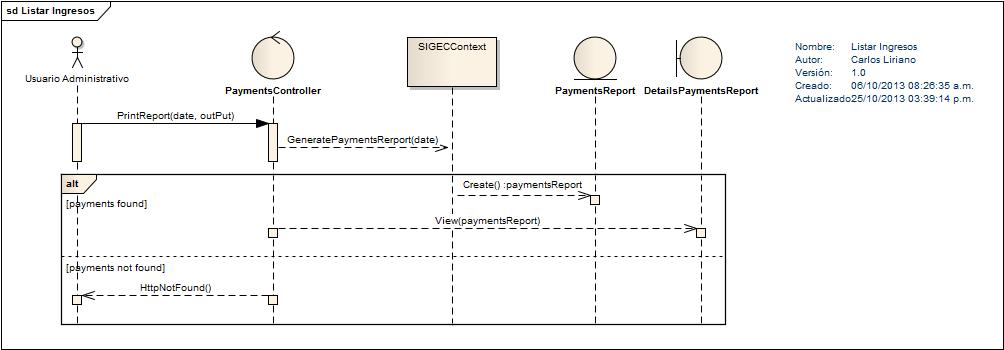 sd Listar Ingresos
Usuario Administrativo
PaymentsController
SIGECContext
PaymentsReport
DetailsPaymentsReport
Nombre: Listar Ingresos
Autor: Carlos Liriano
Versión: 1.0
Creado: 06/10/2013 08:26:35 a.m.
Actualizado25/10/2013 03:39:14 p.m.
PrintReport(date, outPut)
GeneratePaymentsRerport(date)
alt
[payments found]
Create() :paymentsReport
View(paymentsReport)
[payments not found]
HttpNotFound()